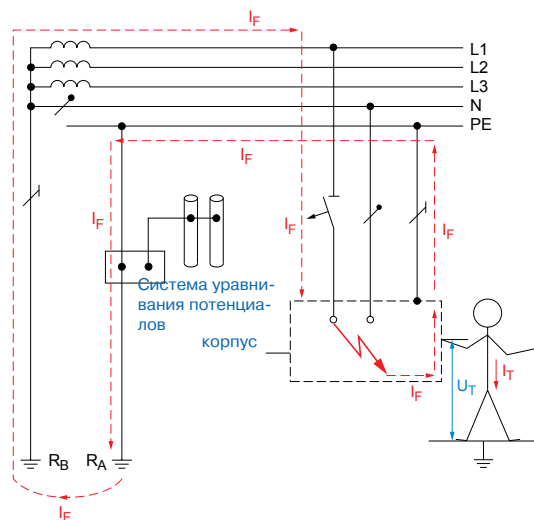 I_F
L1
L2
L3
N
PE
I_F
I_F
I_F
I_F
Система уравни-
вания потенциа-
лов
корпус
I_T
U_T
I_F
R_B
R_A
I_F